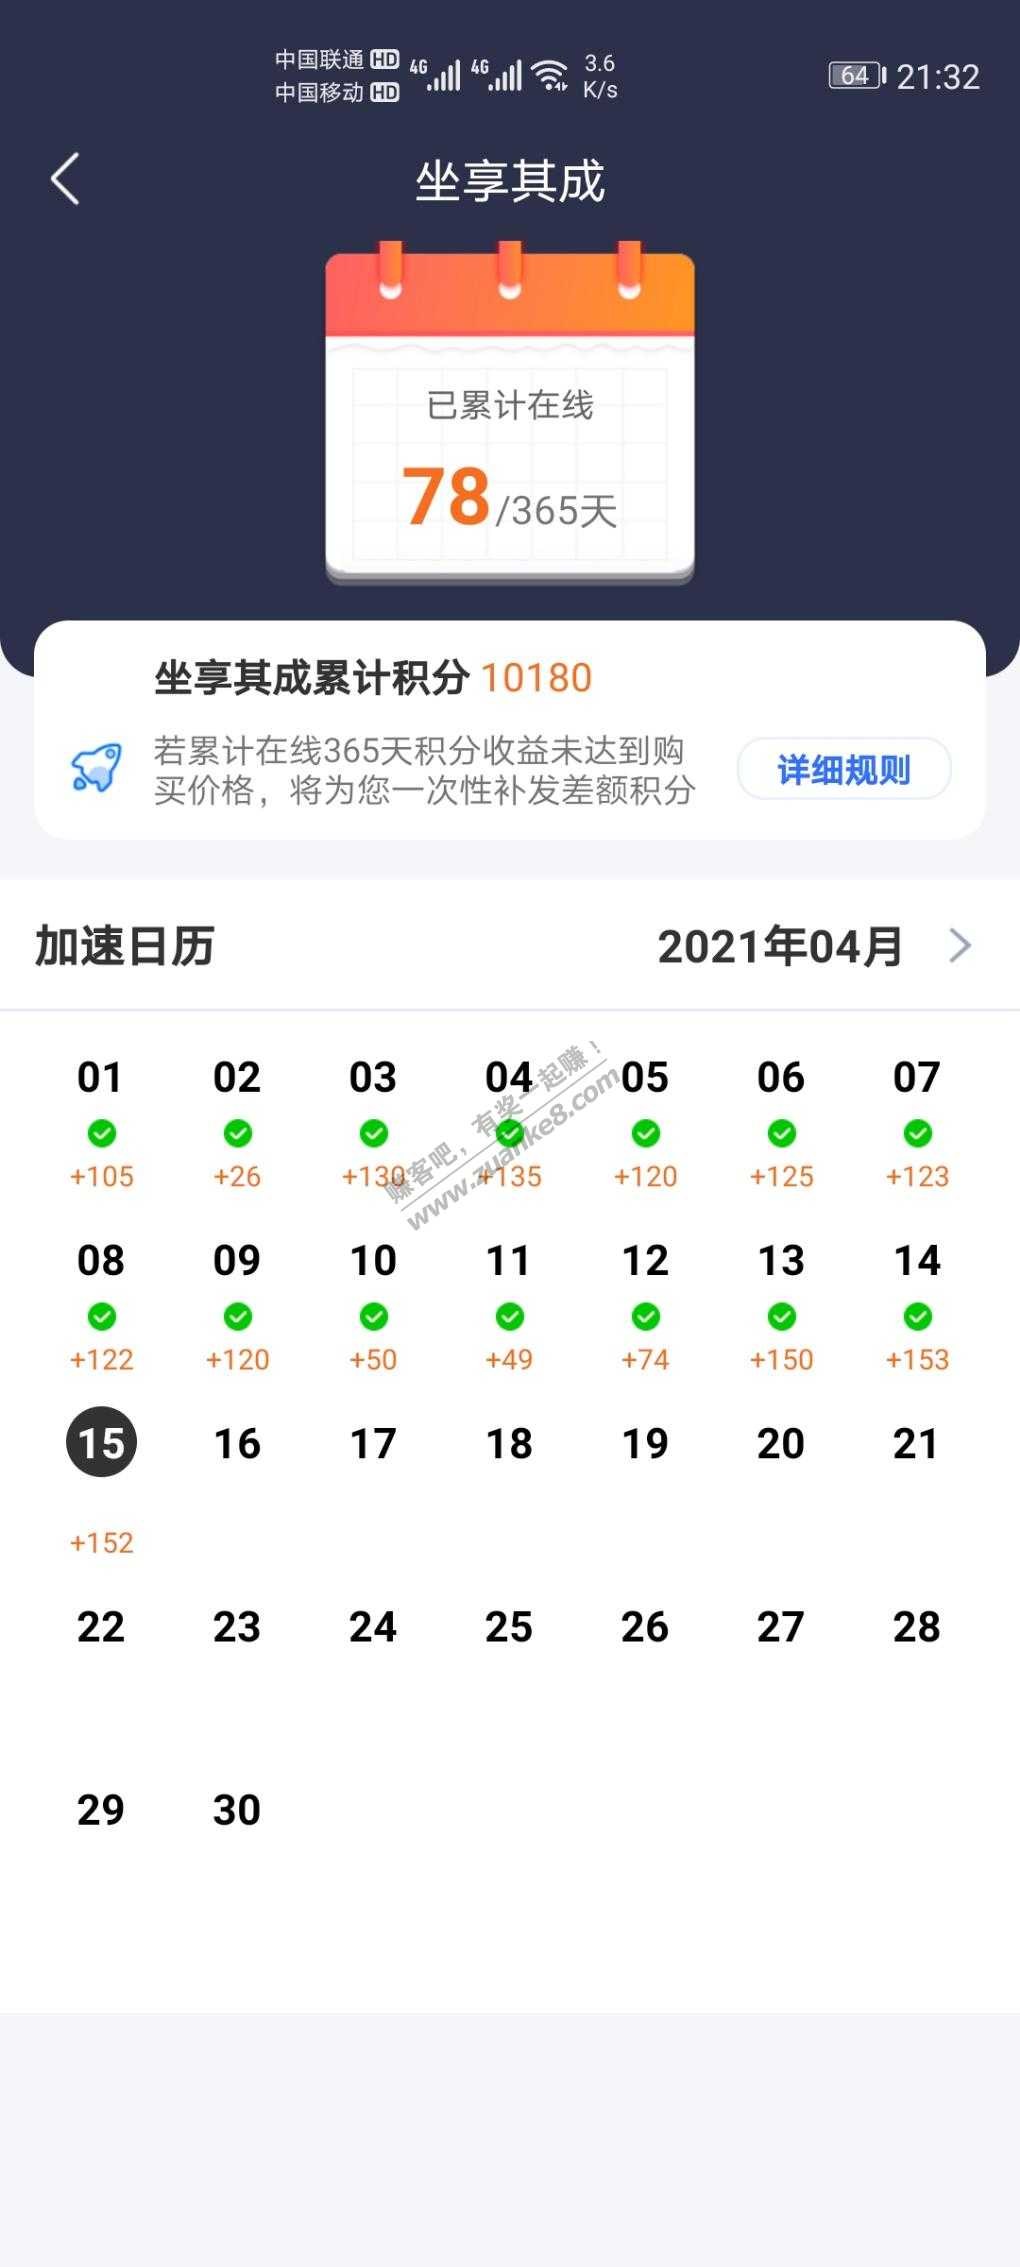 中国联通 HD 4G 4G 3.6 64 21:32
中国移动 HD K/s
坐享其成
已累计在线
78/365天
坐享其成累计积分 10180
若累计在线365天积分收益未达到购
买价格，将为您一次性补发差额积分
详细规则
加速日历 2021年04月
01 02 03 04 05 06 07
+105 +26 +130 +135 +120 +125 +123
赚客吧，有奖一起赚！
www.zuanke8.com
08 09 10 11 12 13 14
+122 +120 +50 +49 +74 +150 +153
15 16 17 18 19 20 21
+152
22 23 24 25 26 27 28
29 30